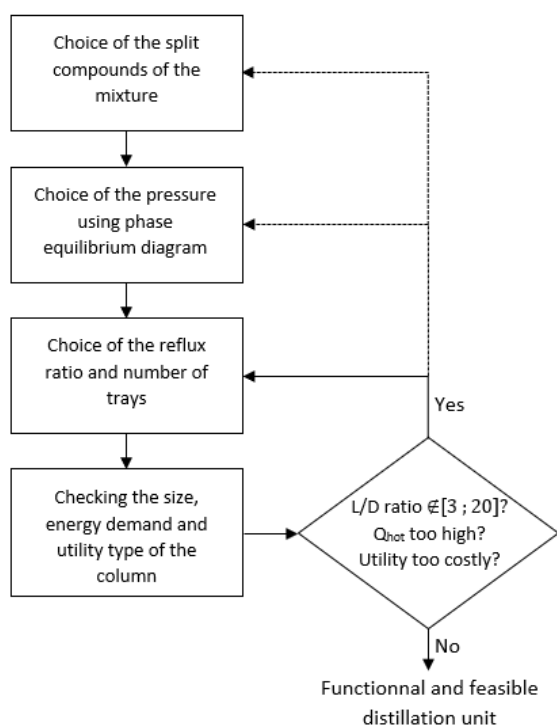 Choice of the split
compounds of the
mixture
Choice of the pressure
using phase
equilibrium diagram
Choice of the reflux
ratio and number of
trays
Yes
Checking the size,
energy demand and
utility type of the
column
L/D ratio ∉[3 ; 20]?
Qhot too high?
Utility too costly?
No
Functionnal and feasible
distillation unit